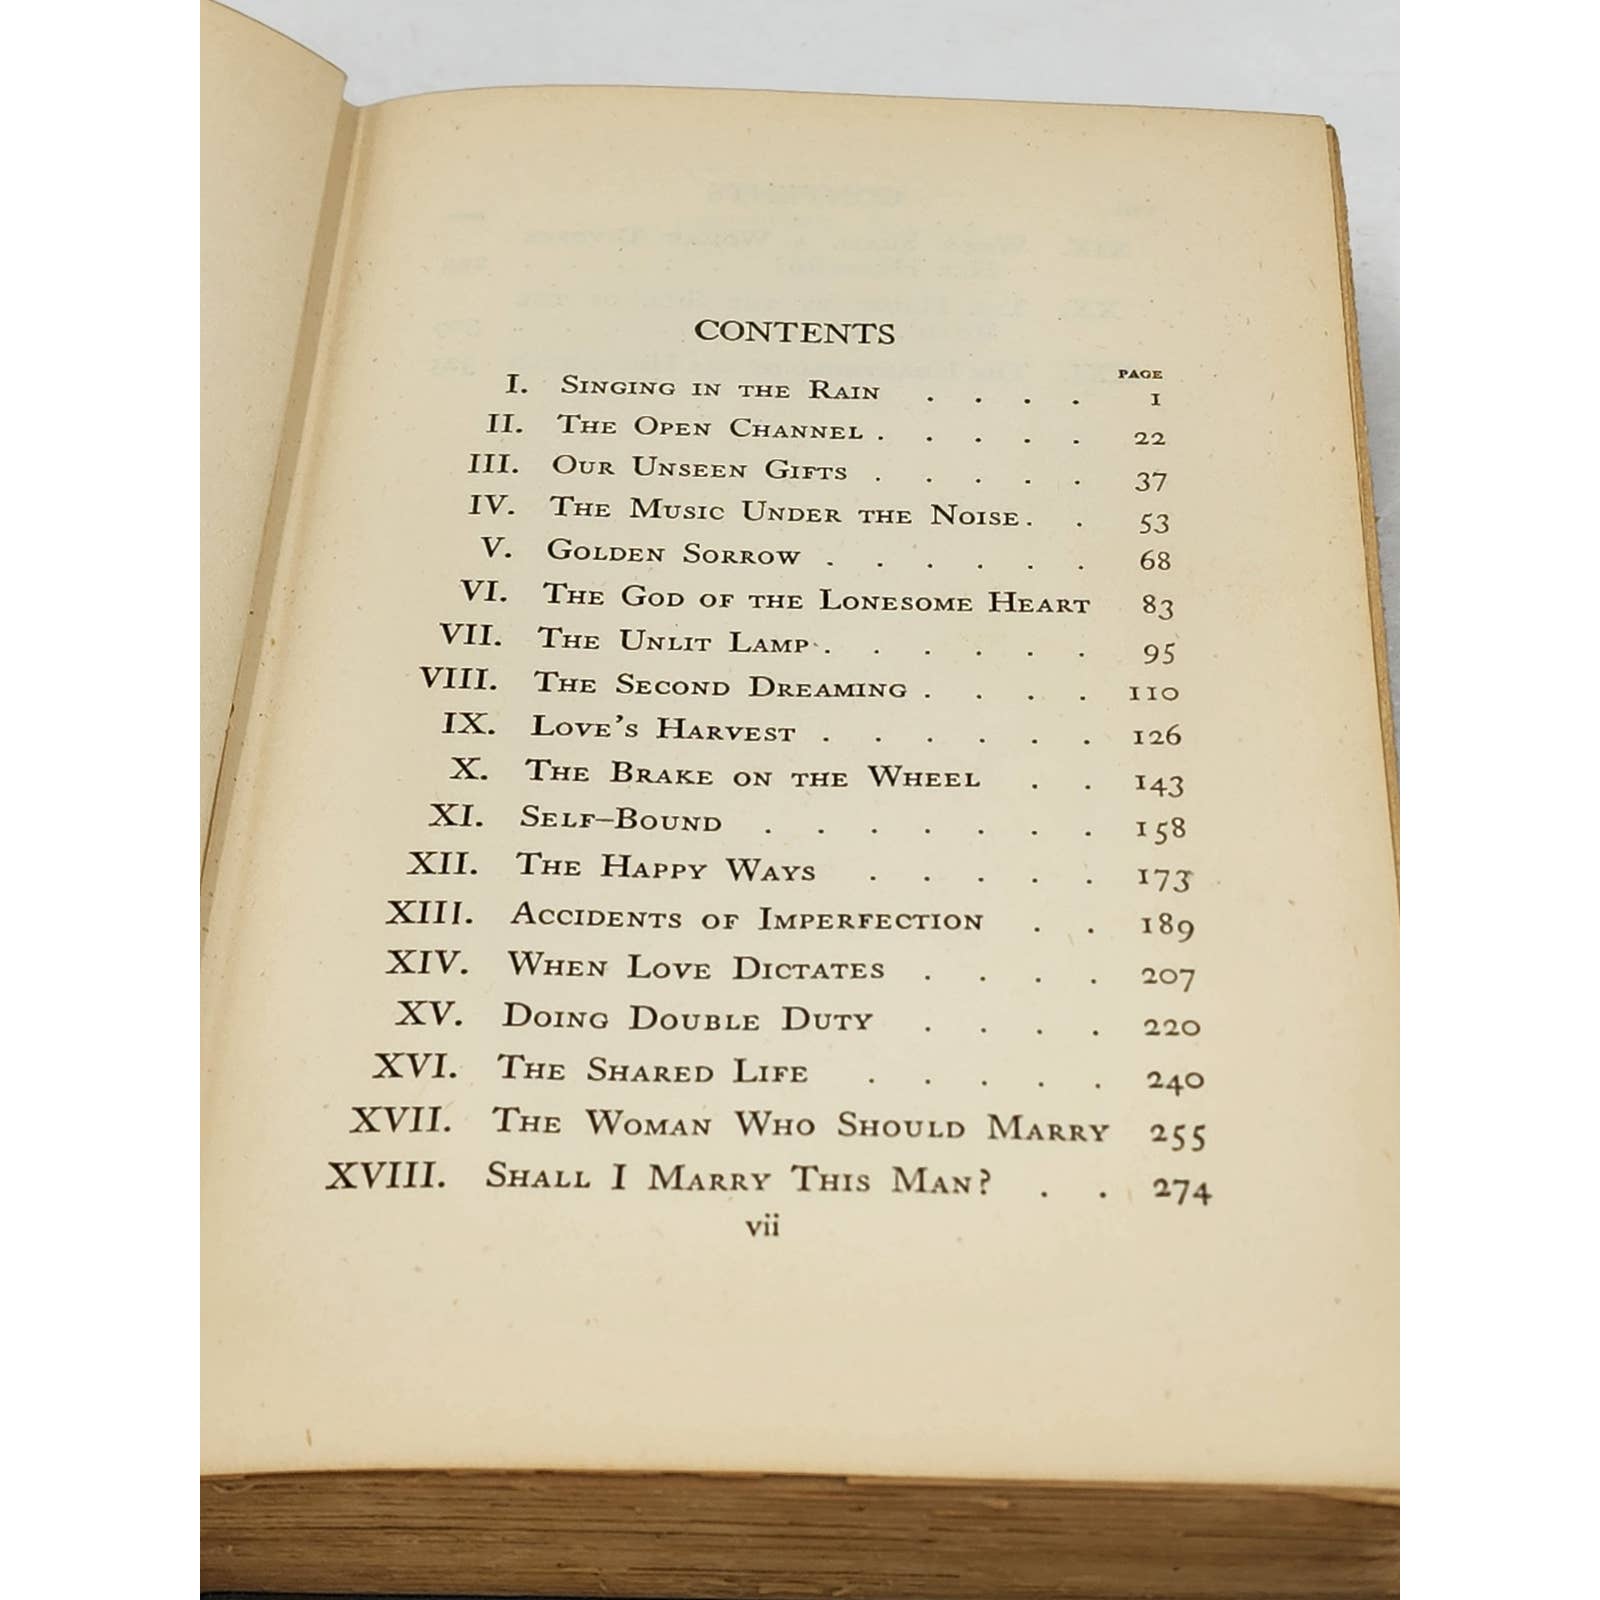 CONTENTS
PAGE
I. SINGING IN THE RAIN . . . . 1
II. THE OPEN CHANNEL . . . . . 22
III. OUR UNSEEN GIFTS . . . . . 37
IV. THE MUSIC UNDER THE NOISE . . 53
V. GOLDEN SORROW . . . . . . 68
VI. THE GOD OF THE LONESOME HEART 83
VII. THE UNLIT LAMP . . . . . . 95
VIII. THE SECOND DREAMING . . . . 110
IX. LOVE'S HARVEST . . . . . . 126
X. THE BRAKE ON THE WHEEL . . 143
XI. SELF–BOUND . . . . . . . 158
XII. THE HAPPY WAYS . . . . . 173
XIII. ACCIDENTS OF IMPERFECTION . . 189
XIV. WHEN LOVE DICTATES . . . . 207
XV. DOING DOUBLE DUTY . . . . 220
XVI. THE SHARED LIFE . . . . . 240
XVII. THE WOMAN WHO SHOULD MARRY 255
XVIII. SHALL I MARRY THIS MAN? . . 274
vii